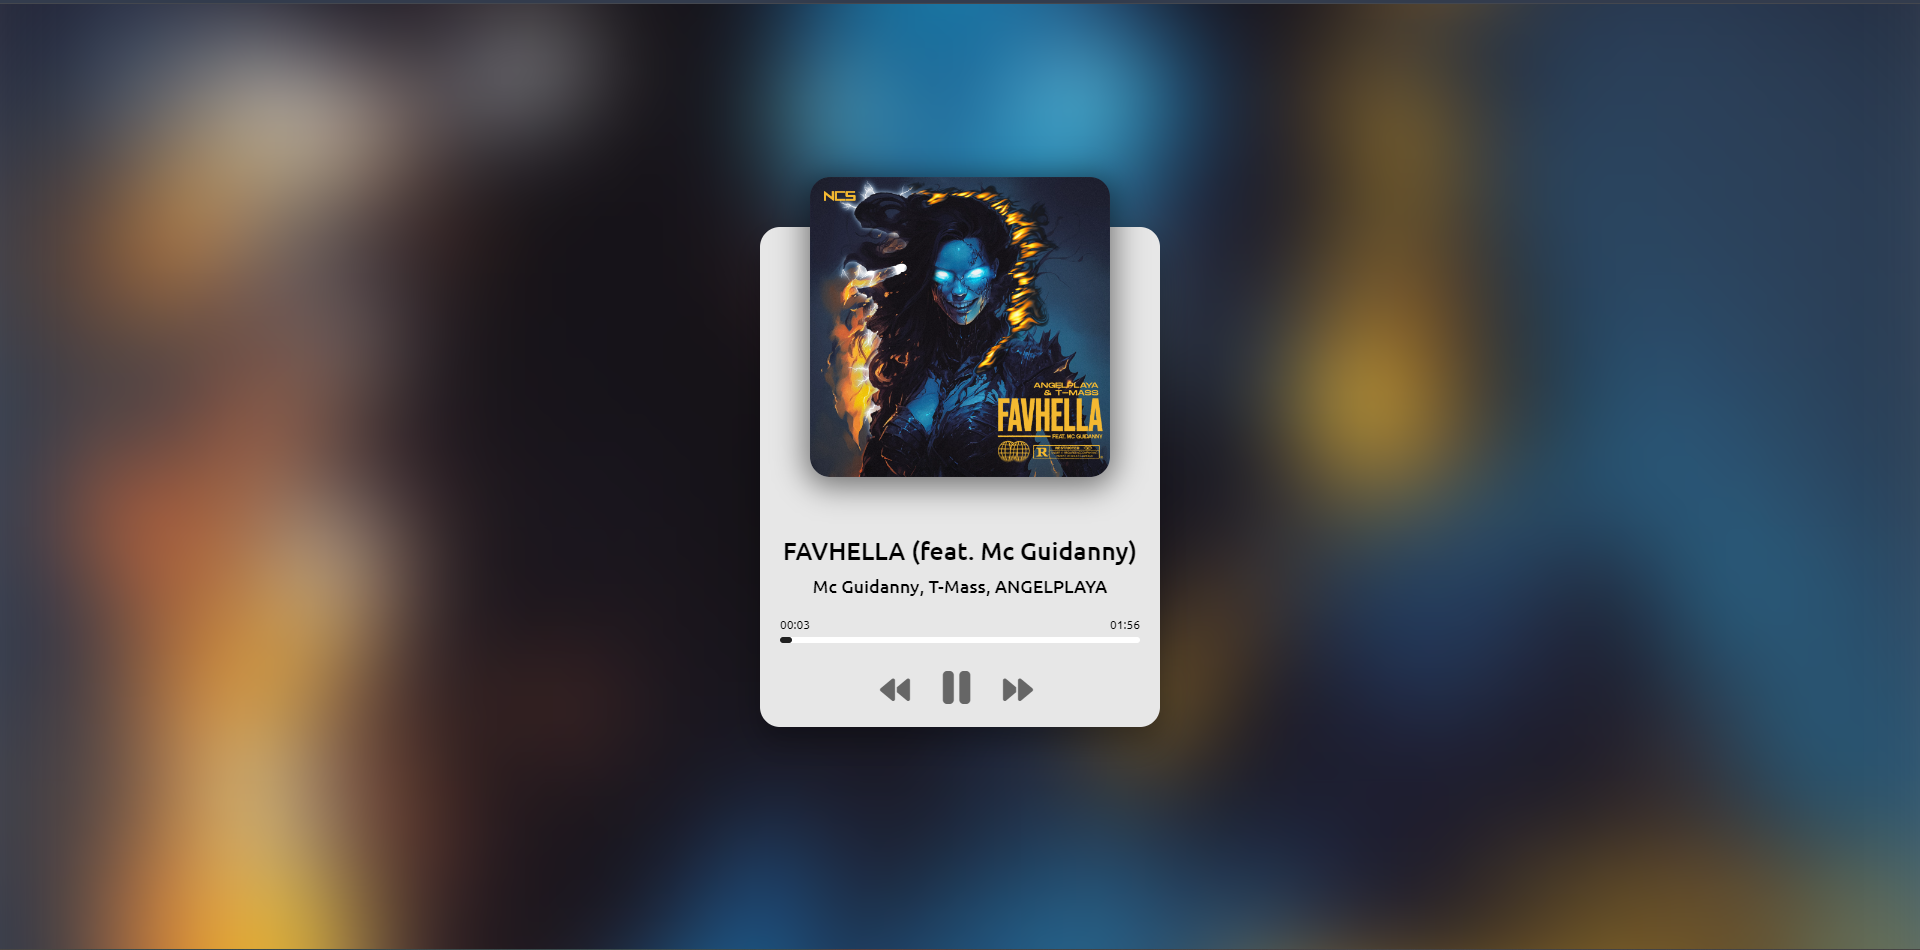 NCS
ANGELPLAYA
& T-MASS
FAVHELLA
FEAT. MC GUIDANNY
R
FAVHELLA (feat. Mc Guidanny)
Mc Guidanny, T-Mass, ANGELPLAYA
00:03
01:56